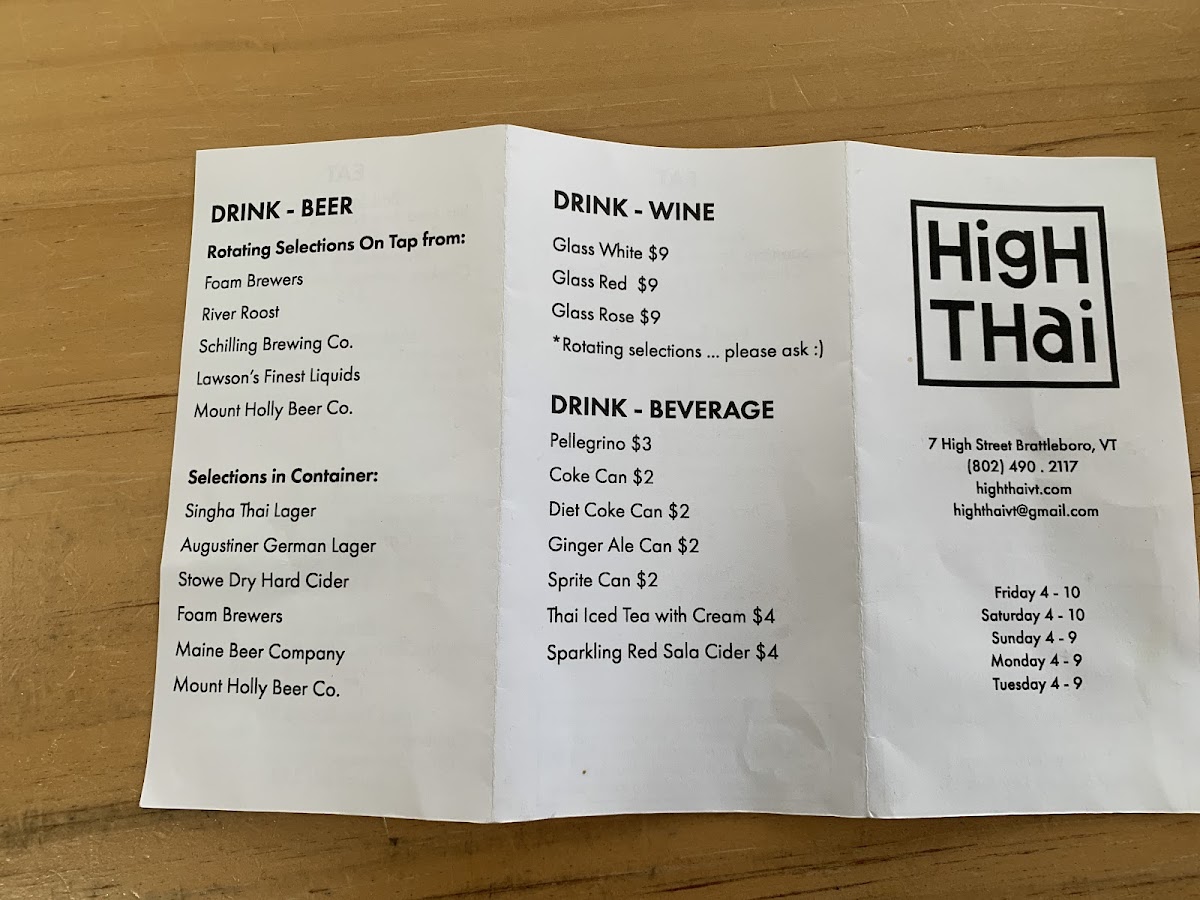 DRINK - BEER
Rotating Selections On Tap from:
Foam Brewers
River Roost
Schilling Brewing Co.
Lawson's Finest Liquids
Mount Holly Beer Co.
Selections in Container:
Singha Thai Lager
Augustiner German Lager
Stowe Dry Hard Cider
Foam Brewers
Maine Beer Company
Mount Holly Beer Co.
DRINK - WINE
Glass White $9
Glass Red $9
Glass Rose $9
*Rotating selections ... please ask :)
DRINK - BEVERAGE
Pellegrino $3
Coke Can $2
Diet Coke Can $2
Ginger Ale Can $2
Sprite Can $2
Thai Iced Tea with Cream $4
Sparkling Red Sala Cider $4
HigH
THai
7 High Street Brattleboro, VT
(802) 490 . 2117
highthaivt.com
highthaivt@gmail.com
Friday 4 - 10
Saturday 4 - 10
Sunday 4 - 9
Monday 4 - 9
Tuesday 4 - 9